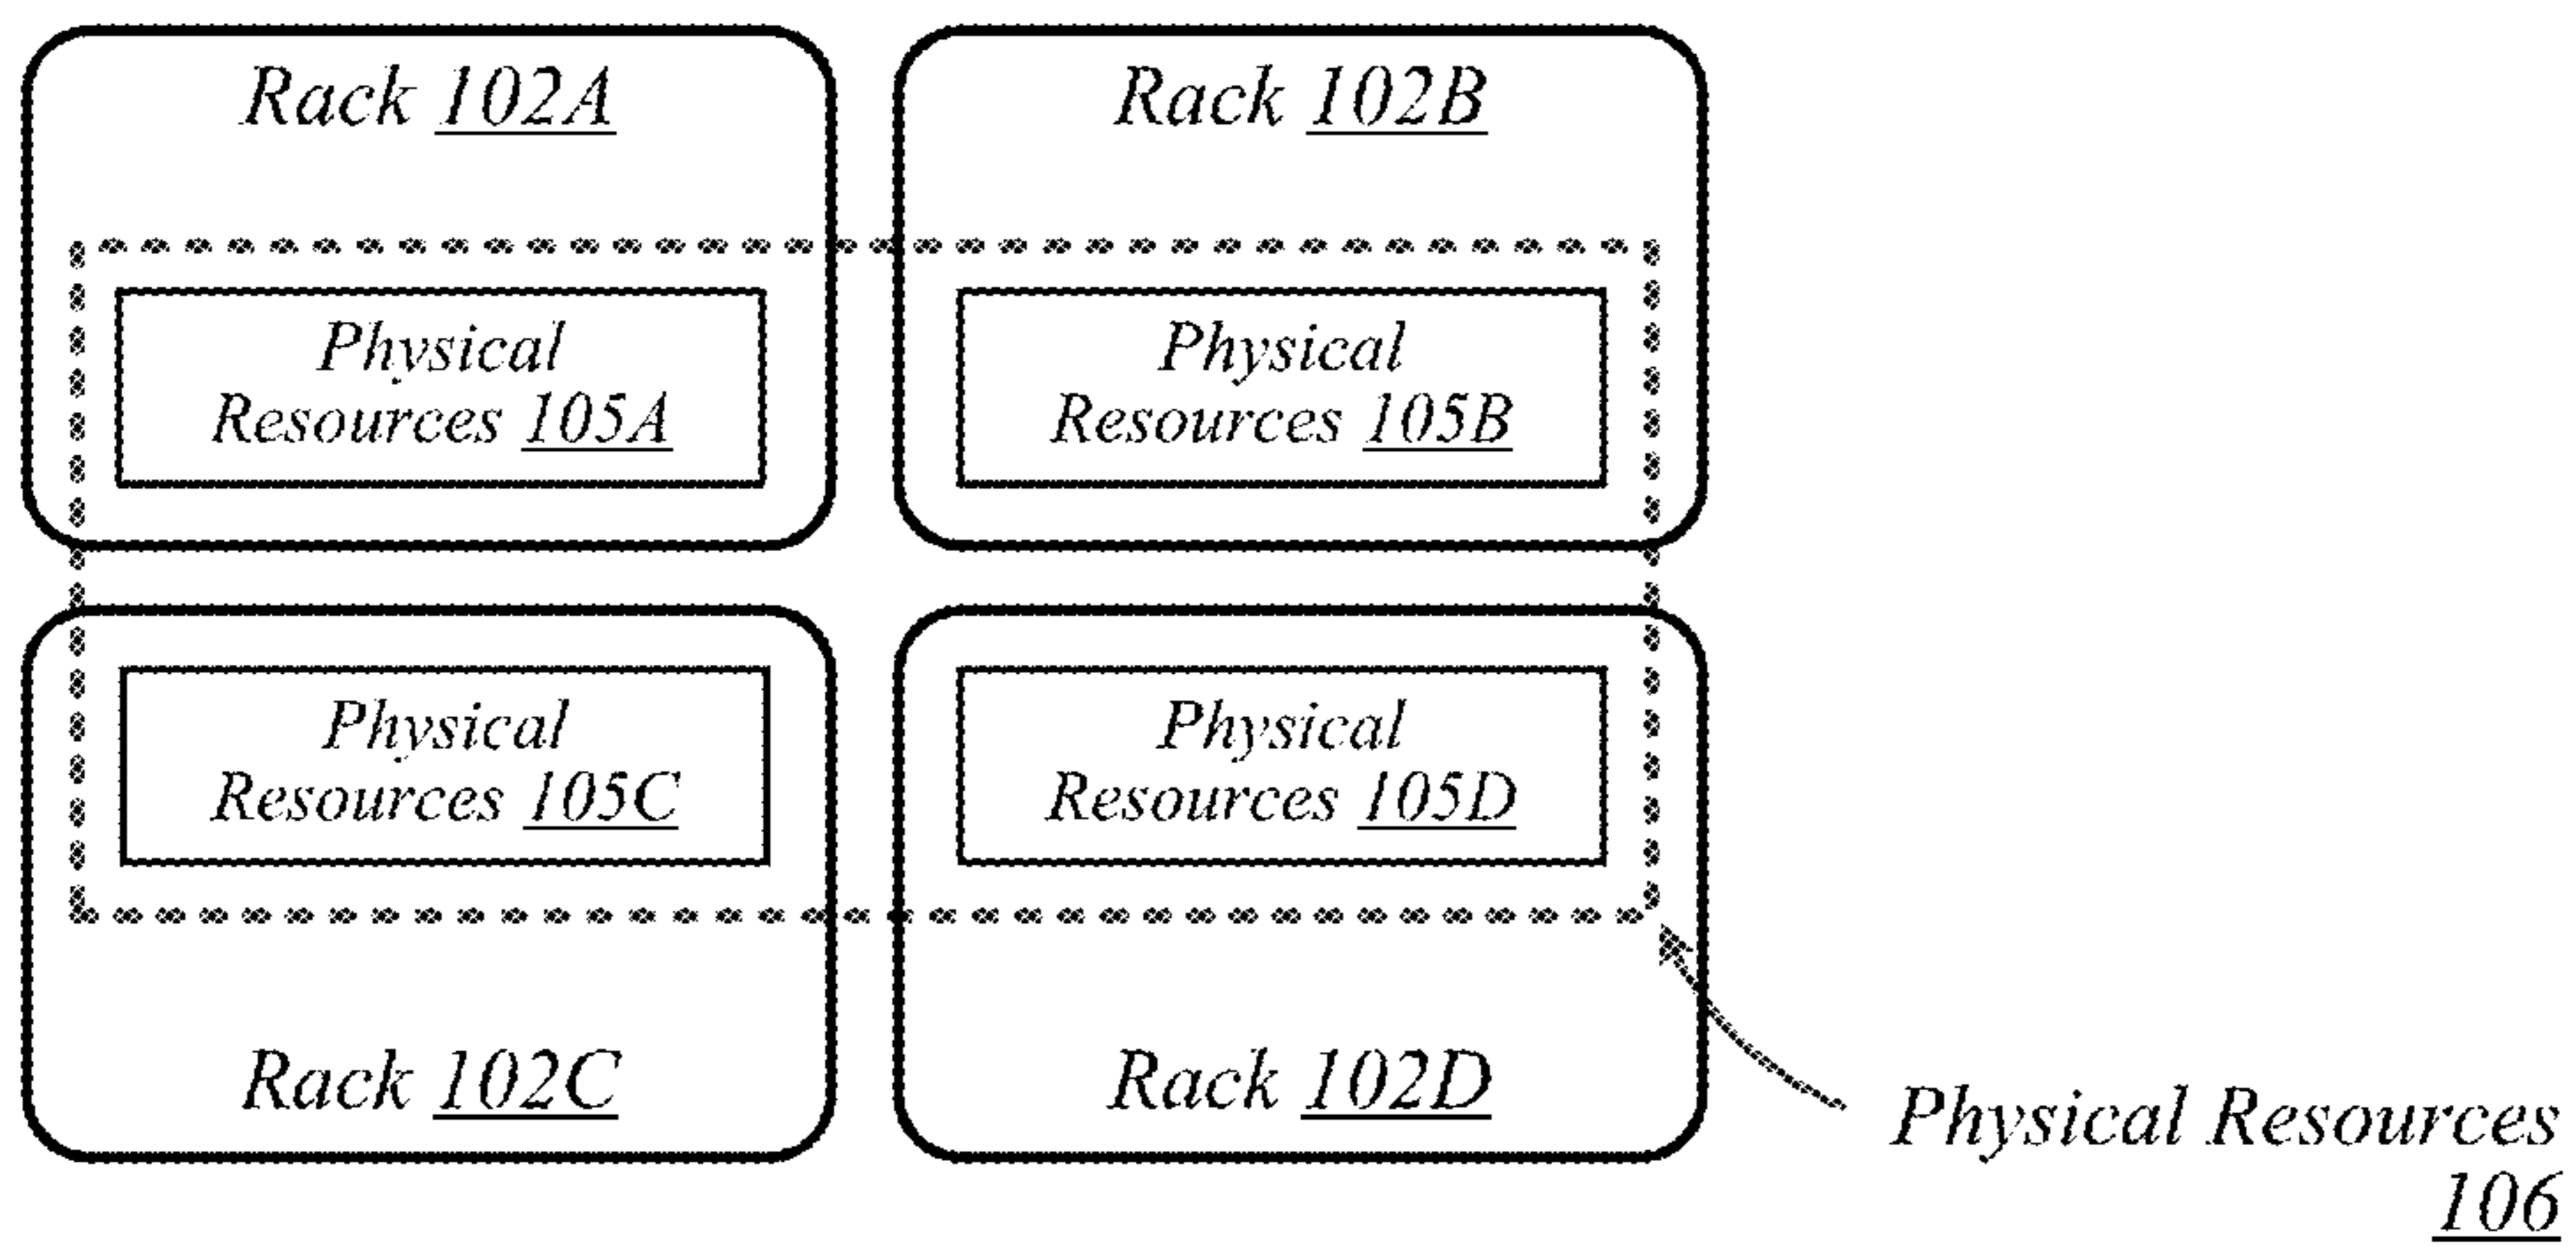 Rack 102A
Rack 102B
Physical
Resources 105A
Physical
Resources 105B
Physical
Resources 105C
Physical
Resources 105D
Rack 102C
Rack 102D
Physical Resources
106